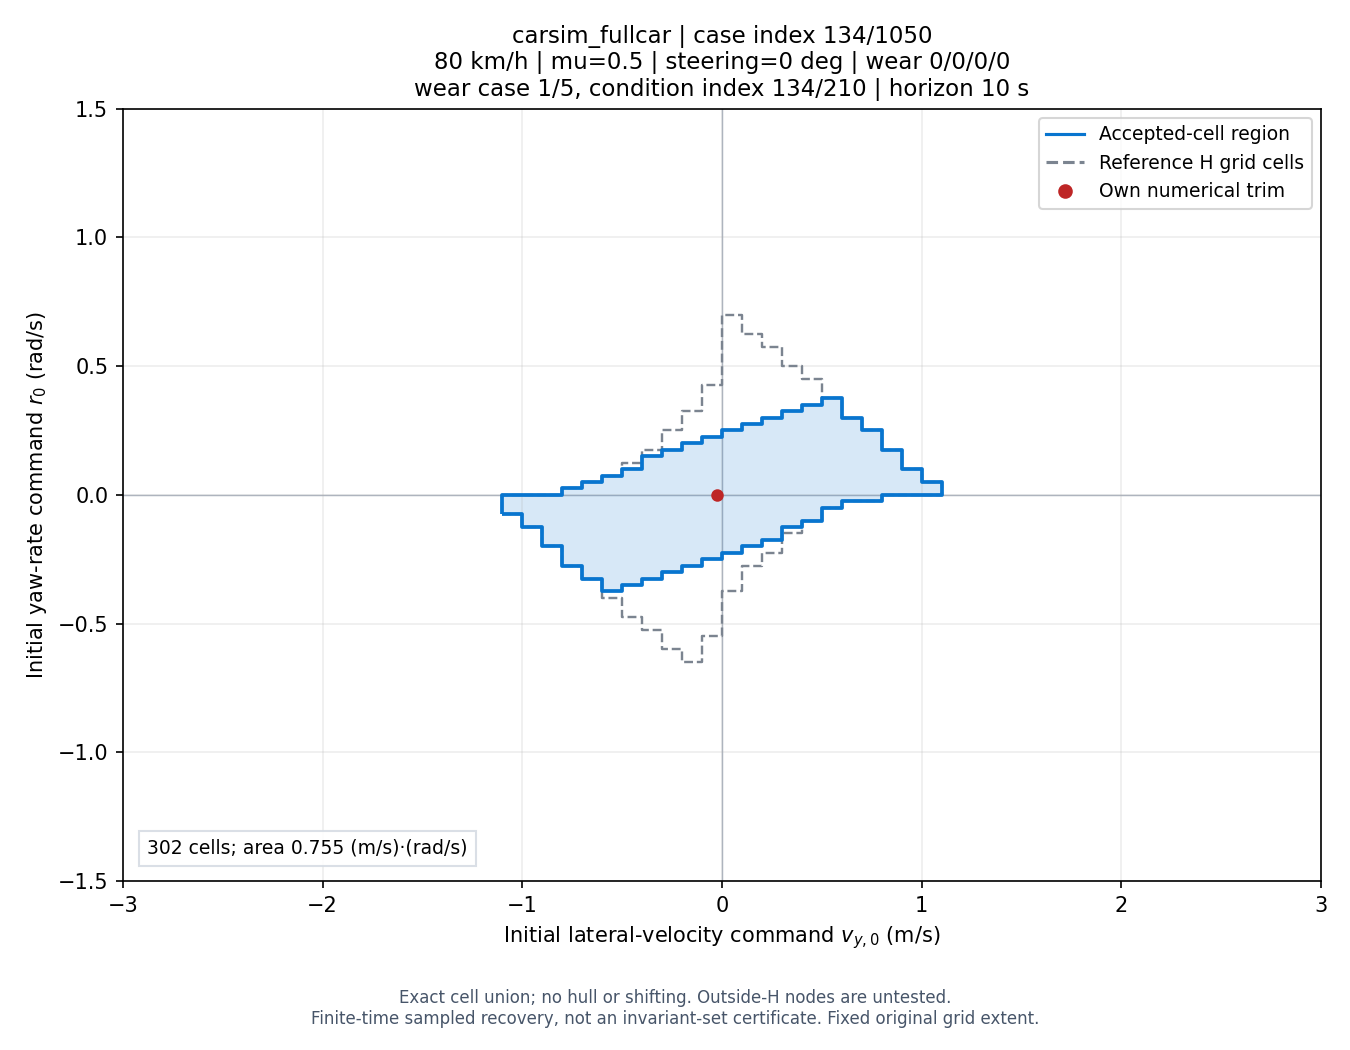 carsim_fullcar | case index 134/1050
80 km/h | mu=0.5 | steering=0 deg | wear 0/0/0/0
wear case 1/5, condition index 134/210 | horizon 10 s
Accepted-cell region
Reference H grid cells
Own numerical trim
Initial yaw-rate command r₀ (rad/s)
1.5
1.0
0.5
0.0
−0.5
−1.0
−1.5
302 cells; area 0.755 (m/s)·(rad/s)
−3
−2
−1
0
1
2
3
Initial lateral-velocity command v_{y,0} (m/s)
Exact cell union; no hull or shifting. Outside-H nodes are untested.
Finite-time sampled recovery, not an invariant-set certificate. Fixed original grid extent.